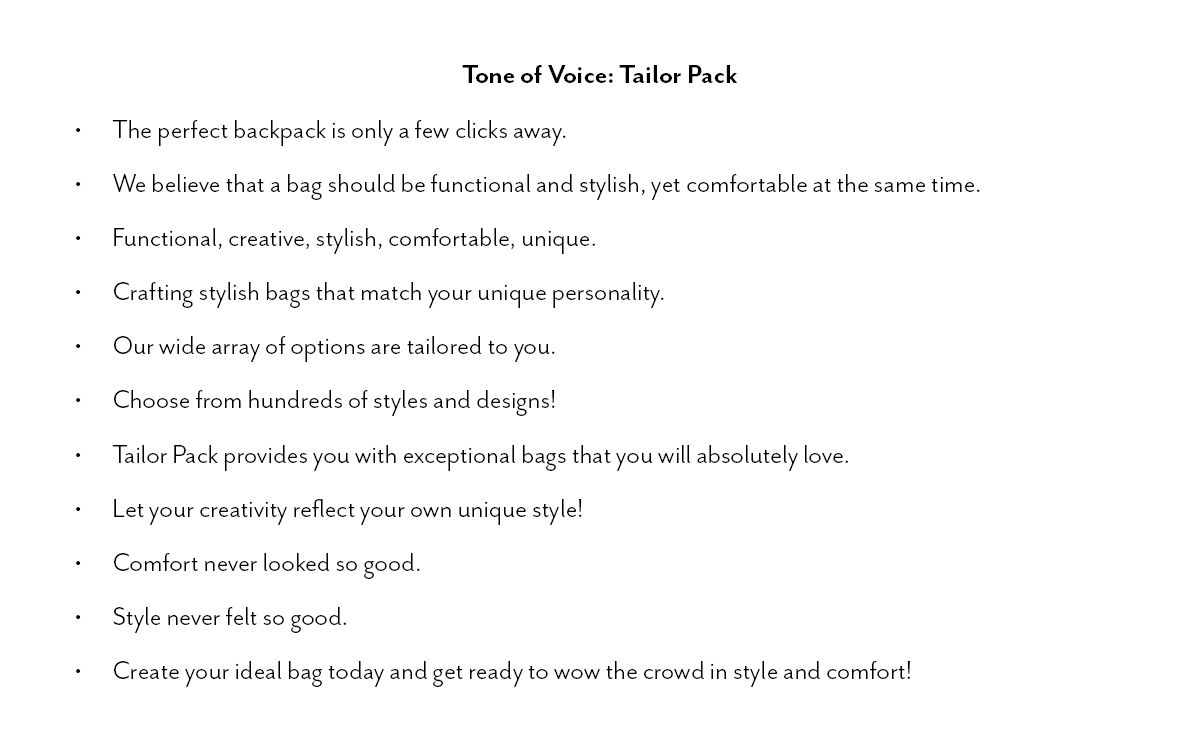 Tone of Voice: Tailor Pack
• The perfect backpack is only a few clicks away.
• We believe that a bag should be functional and stylish, yet comfortable at the same time.
• Functional, creative, stylish, comfortable, unique.
• Crafting stylish bags that match your unique personality.
• Our wide array of options are tailored to you.
• Choose from hundreds of styles and designs!
• Tailor Pack provides you with exceptional bags that you will absolutely love.
• Let your creativity reflect your own unique style!
• Comfort never looked so good.
• Style never felt so good.
• Create your ideal bag today and get ready to wow the crowd in style and comfort!